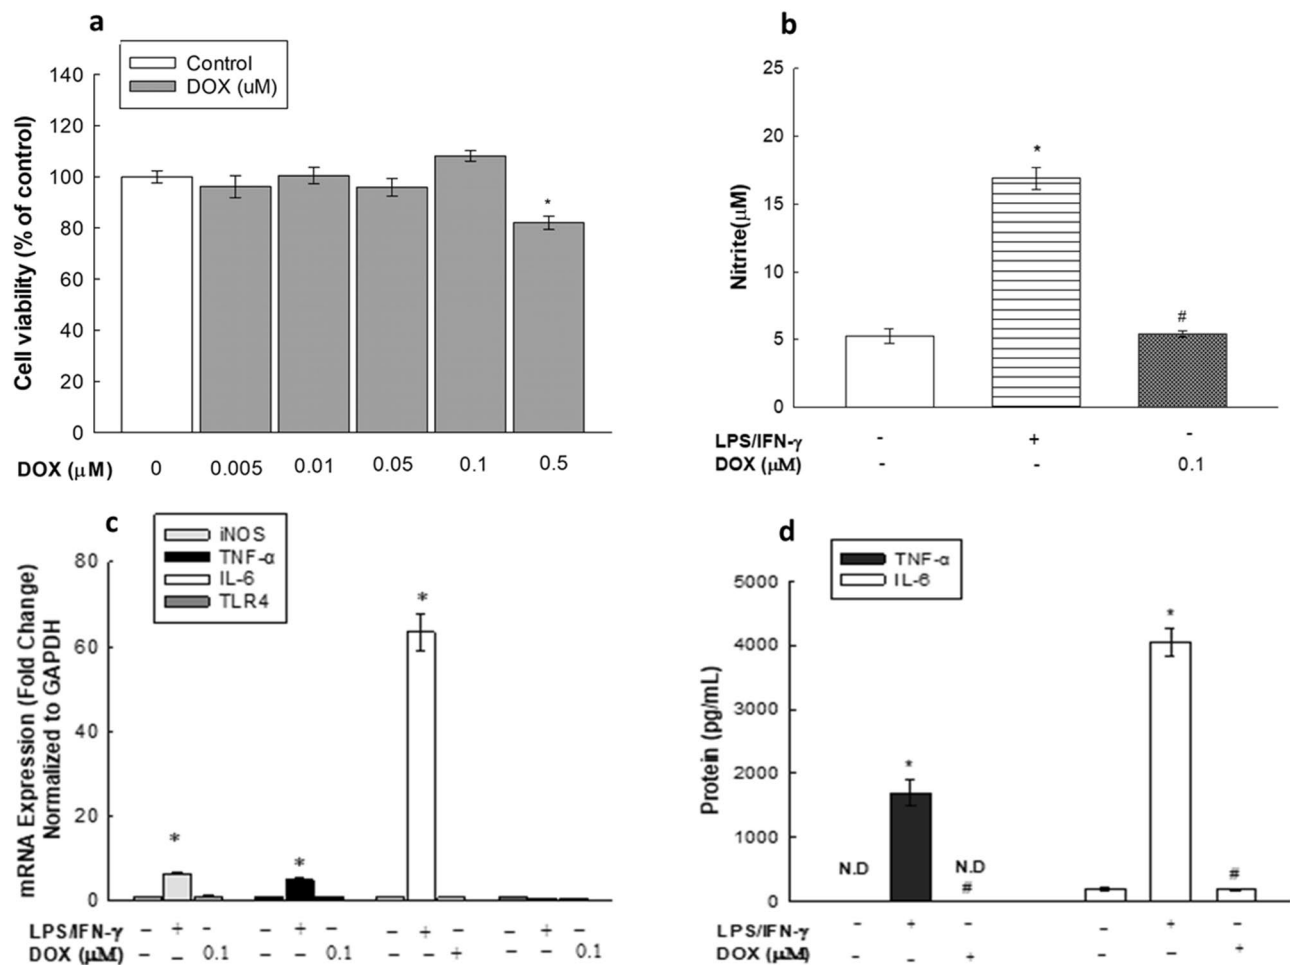 a
Control
DOX (uM)
Cell viability (% of control)
140
120
100
80
60
40
20
0
*
DOX (μM) 0 0.005 0.01 0.05 0.1 0.5
b
Nitrite(μM)
25
20
15
10
5
0
*
#
LPS/IFN-γ - + -
DOX (μM) - - 0.1
c
iNOS
TNF-α
IL-6
TLR4
mRNA Expression (Fold Change)
Normalized to GAPDH
80
60
40
20
0
* * *
LPS/IFN-γ – + – – + – – + – – + –
DOX (μM) – – 0.1 – – 0.1 – – + – – 0.1
d
TNF-α
IL-6
Protein (pg/mL)
5000
4000
3000
2000
1000
0
N.D
*
N.D
#
*
#
LPS/IFN-γ – + – – + –
DOX (μM) – – + – – +